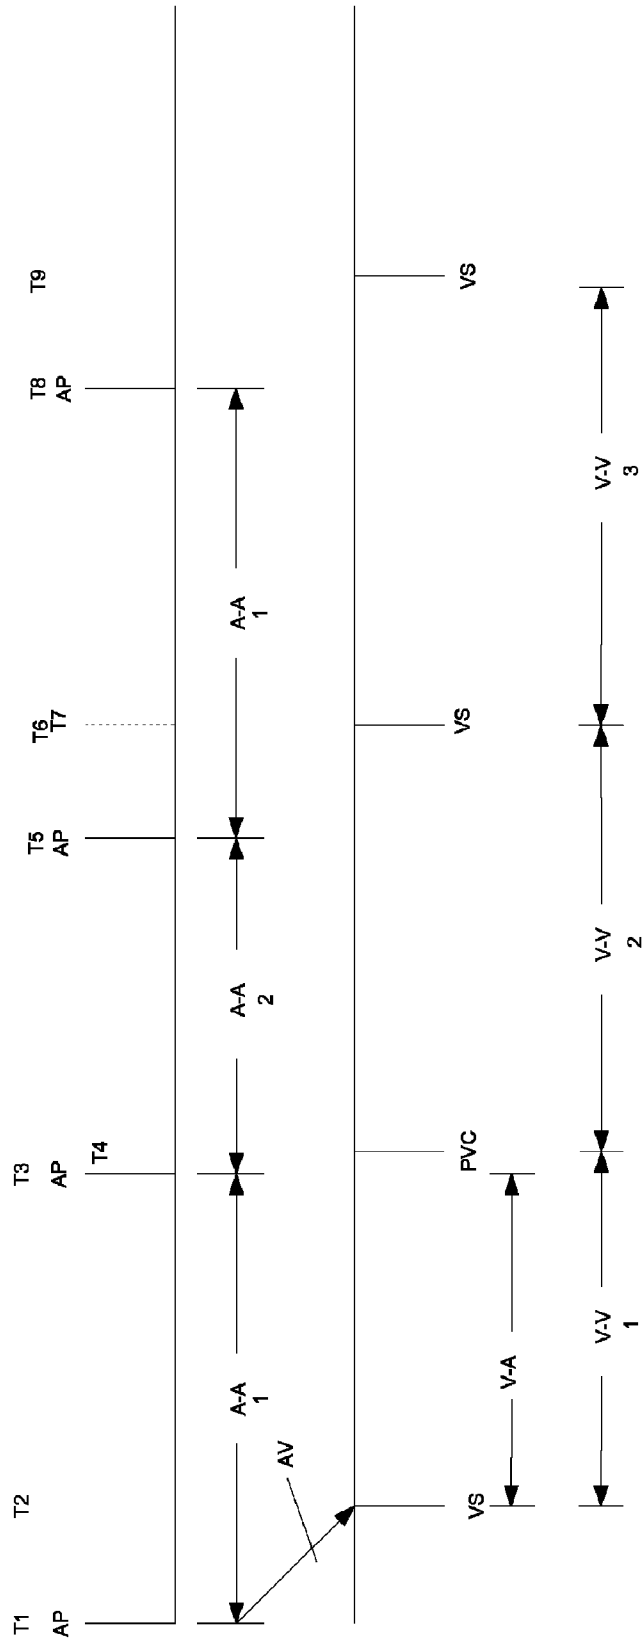 T1 T2 T3 T5 T6 T8 T9
AP AP AP T7 AP
T4
A-A A-A A-A
1 2 1
AV
VS PVC VS VS
V-A
V-V V-V V-V
1 2 3